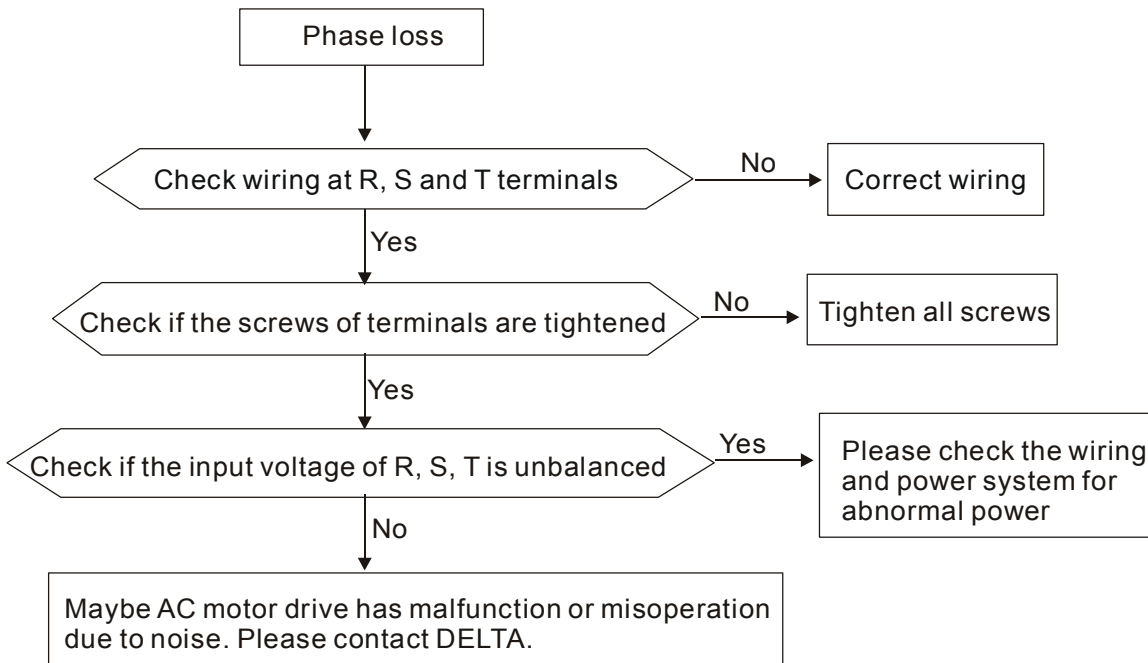 Phase loss
Check wiring at R, S and T terminals
No
Correct wiring
Yes
Check if the screws of terminals are tightened
No
Tighten all screws
Yes
Check if the input voltage of R, S, T is unbalanced
Yes
Please check the wiring
and power system for
abnormal power
No
Maybe AC motor drive has malfunction or misoperation
due to noise. Please contact DELTA.